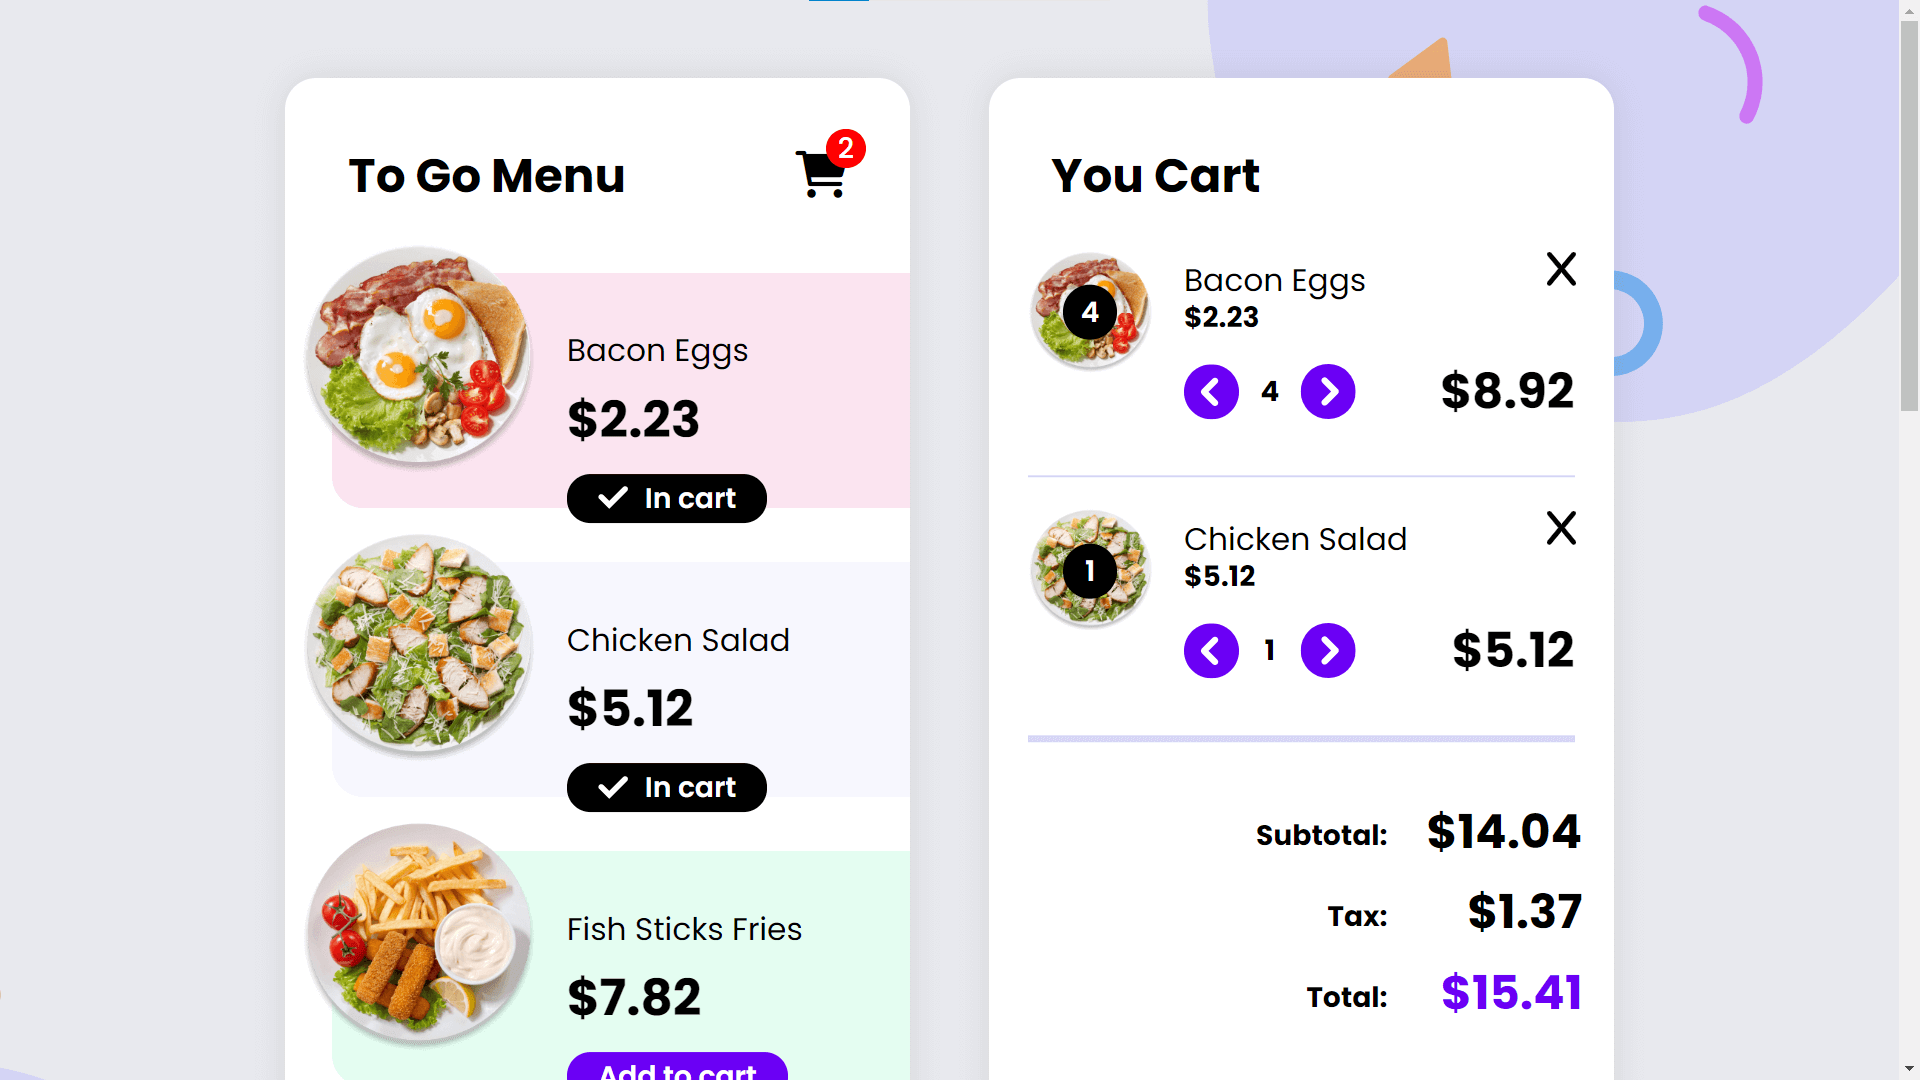 To Go Menu
2
Bacon Eggs
$2.23
In cart
Chicken Salad
$5.12
In cart
Fish Sticks Fries
$7.82
Add to cart
You Cart
4
Bacon Eggs
$2.23
4
$8.92
1
Chicken Salad
$5.12
1
$5.12
Subtotal: $14.04
Tax: $1.37
Total: $15.41